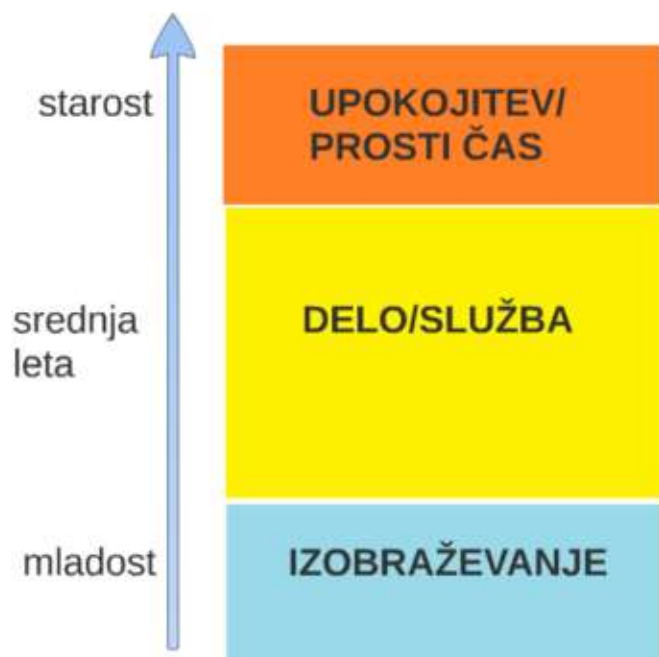 starost
UPOKOJITEV/
PROSTI ČAS
srednja
leta
DELO/SLUŽBA
mladost
IZOBRAŽEVANJE